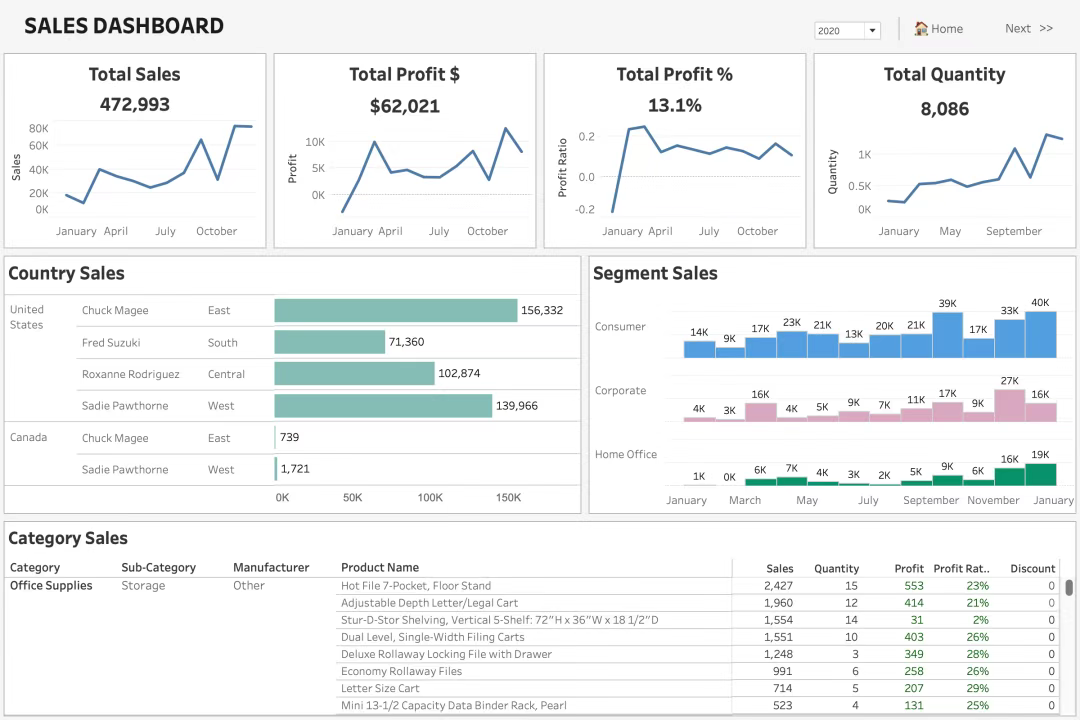 SALES DASHBOARD
2020
Home
Next >>
Total Sales
472,993
80K
60K
40K
20K
0K
Sales
January April July October
Total Profit $
$62,021
10K
5K
0K
Profit
January April July October
Total Profit %
13.1%
0.2
0.0
-0.2
Profit Ratio
January April July October
Total Quantity
8,086
1K
0.5K
0K
Quantity
January May September
Country Sales
United States Chuck Magee East 156,332
Fred Suzuki South 71,360
Roxanne Rodriguez Central 102,874
Sadie Pawthorne West 139,966
Canada Chuck Magee East 739
Sadie Pawthorne West 1,721
0K 50K 100K 150K
Segment Sales
Consumer 14K 9K 17K 23K 21K 13K 20K 21K 39K 17K 33K 40K
Corporate 4K 3K 16K 4K 5K 9K 7K 11K 17K 9K 27K 16K
Home Office 1K 0K 6K 7K 4K 3K 2K 5K 9K 6K 16K 19K
January March May July September November January
Category Sales
Category Sub-Category Manufacturer Product Name Sales Quantity Profit Profit Rat.. Discount
Office Supplies Storage Other Hot File 7-Pocket, Floor Stand 2,427 15 553 23% 0
Adjustable Depth Letter/Legal Cart 1,960 12 414 21% 0
Stur-D-Stor Shelving, Vertical 5-Shelf: 72"H x 36"W x 18 1/2"D 1,554 14 31 2% 0
Dual Level, Single-Width Filing Carts 1,551 10 403 26% 0
Deluxe Rollaway Locking File with Drawer 1,248 3 349 28% 0
Economy Rollaway Files 991 6 258 26% 0
Letter Size Cart 714 5 207 29% 0
Mini 13-1/2 Capacity Data Binder Rack, Pearl 523 4 131 25% 0